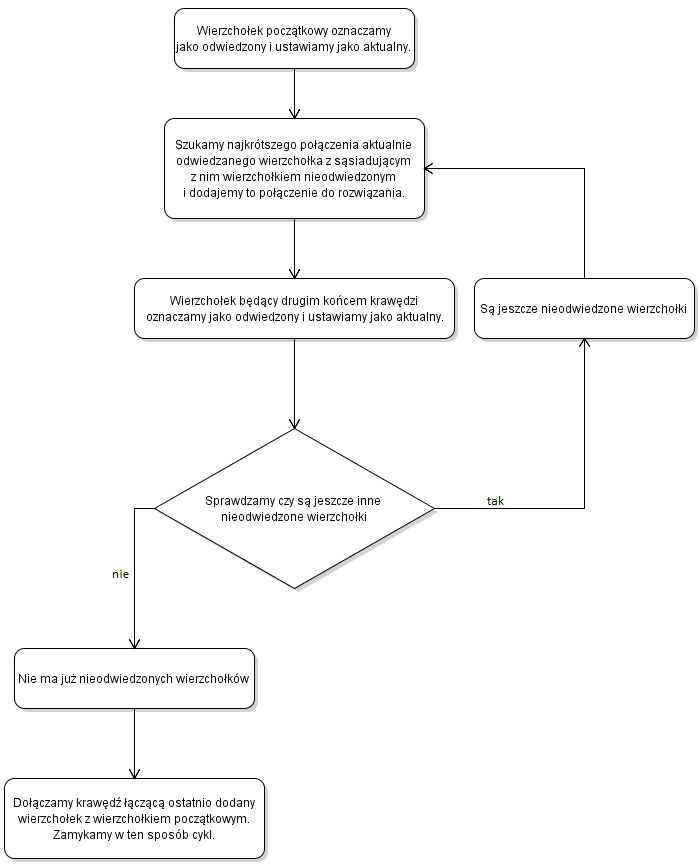 Wierzchołek początkowy oznaczamy
jako odwiedzony i ustawiamy jako aktualny.
Szukamy najkrótszego połączenia aktualnie
odwiedzanego wierzchołka z sąsiadującym
z nim wierzchołkiem nieodwiedzonym
i dodajemy to połączenie do rozwiązania.
Wierzchołek będący drugim końcem krawędzi
oznaczamy jako odwiedzony i ustawiamy jako aktualny.
Są jeszcze nieodwiedzone wierzchołki
Sprawdzamy czy są jeszcze inne
nieodwiedzone wierzchołki
tak
nie
Nie ma już nieodwiedzonych wierzchołków
Dołączamy krawędź łączącą ostatnio dodany
wierzchołek z wierzchołkiem początkowym.
Zamykamy w ten sposób cykl.